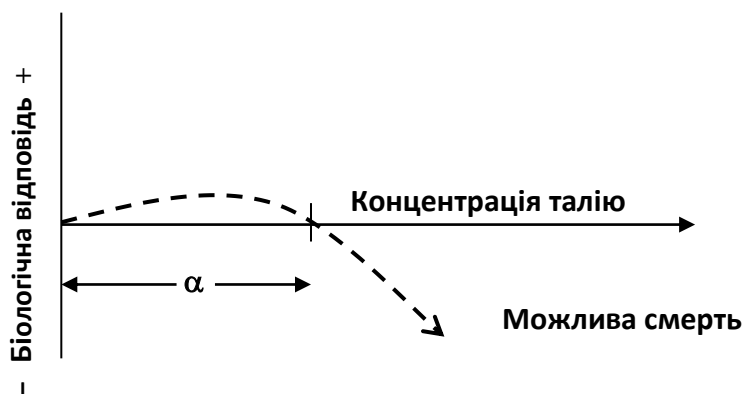 − Біологічна відповідь +
Концентрація талію
α
Можлива смерть